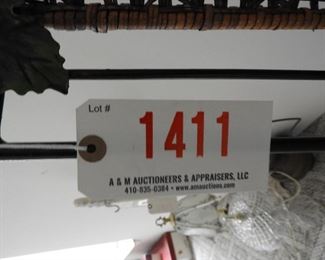 Lot #
1411
A & M AUCTIONEERS & APPRAISERS, LLC
410-835-0384 • www.amauctions.com